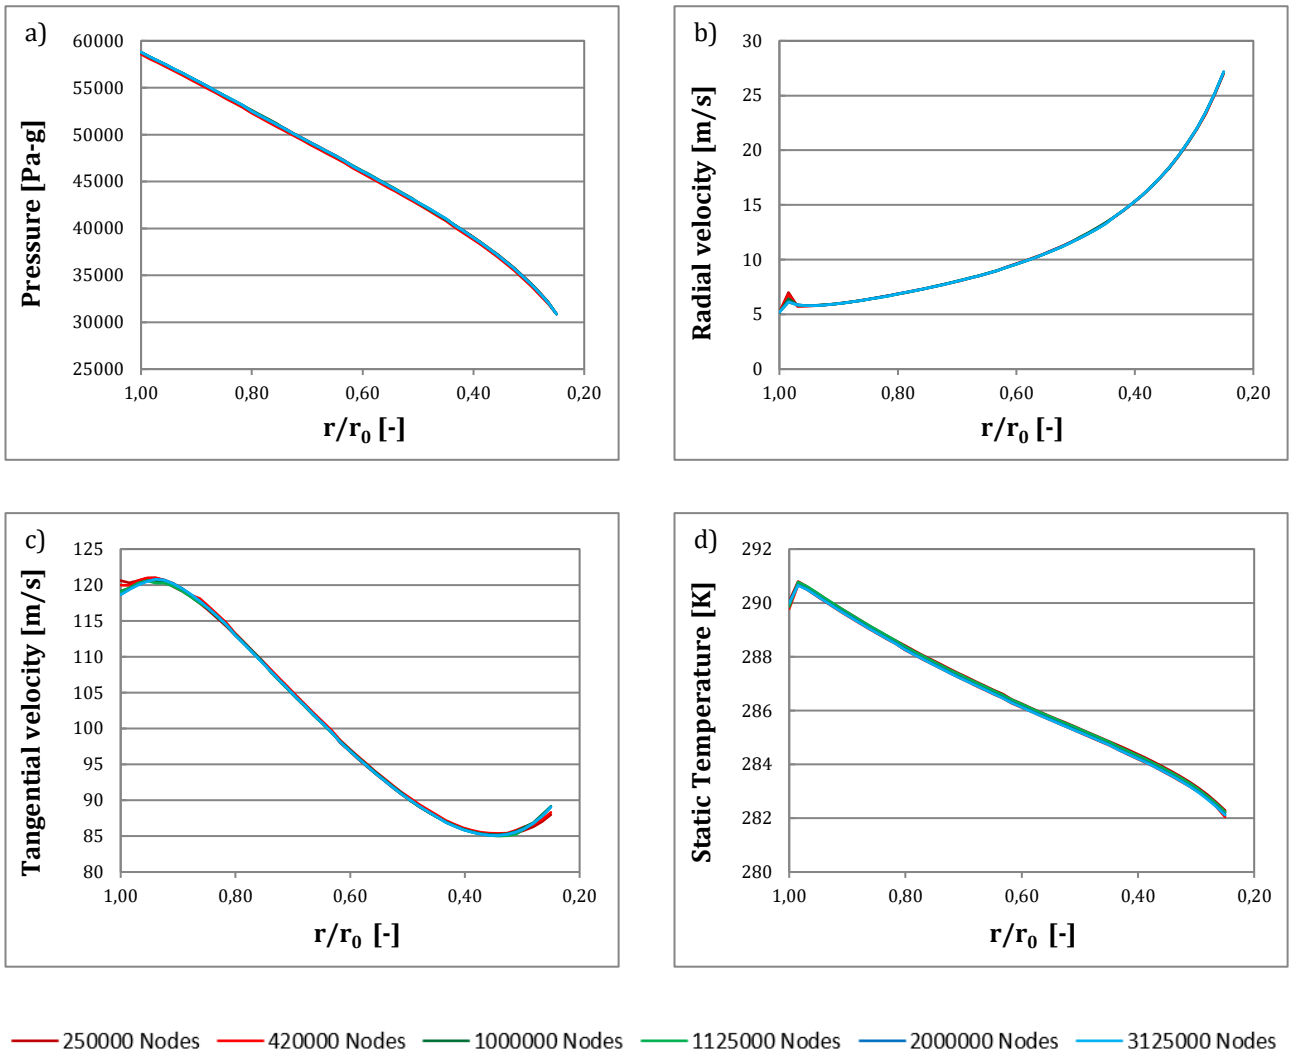 a)
Pressure [Pa-g]
60000
55000
50000
45000
40000
35000
30000
25000
1,00 0,80 0,60 0,40 0,20
r/r₀ [-]
b)
Radial velocity [m/s]
30
25
20
15
10
5
0
1,00 0,80 0,60 0,40 0,20
r/r₀ [-]
c)
Tangential velocity [m/s]
125
120
115
110
105
100
95
90
85
80
1,00 0,80 0,60 0,40 0,20
r/r₀ [-]
d)
Static Temperature [K]
292
290
288
286
284
282
280
1,00 0,80 0,60 0,40 0,20
r/r₀ [-]
250000 Nodes 420000 Nodes 1000000 Nodes 1125000 Nodes 2000000 Nodes 3125000 Nodes